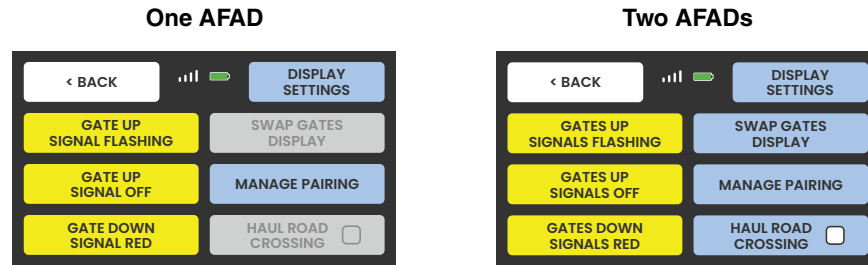 One AFAD
< BACK
DISPLAY
SETTINGS
GATE UP
SIGNAL FLASHING
SWAP GATES
DISPLAY
GATE UP
SIGNAL OFF
MANAGE PAIRING
GATE DOWN
SIGNAL RED
HAUL ROAD
CROSSING
Two AFADs
< BACK
DISPLAY
SETTINGS
GATES UP
SIGNALS FLASHING
SWAP GATES
DISPLAY
GATES UP
SIGNALS OFF
MANAGE PAIRING
GATES DOWN
SIGNALS RED
HAUL ROAD
CROSSING